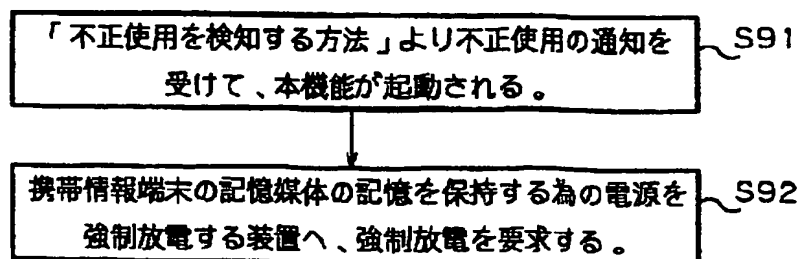 「不正使用を検知する方法」より不正使用の通知を
S91
受けて、本機能が起動される。
携帯情報端末の記憶媒体の記憶を保持する為の電源を
S92
強制放電する装置へ、強制放電を要求する。